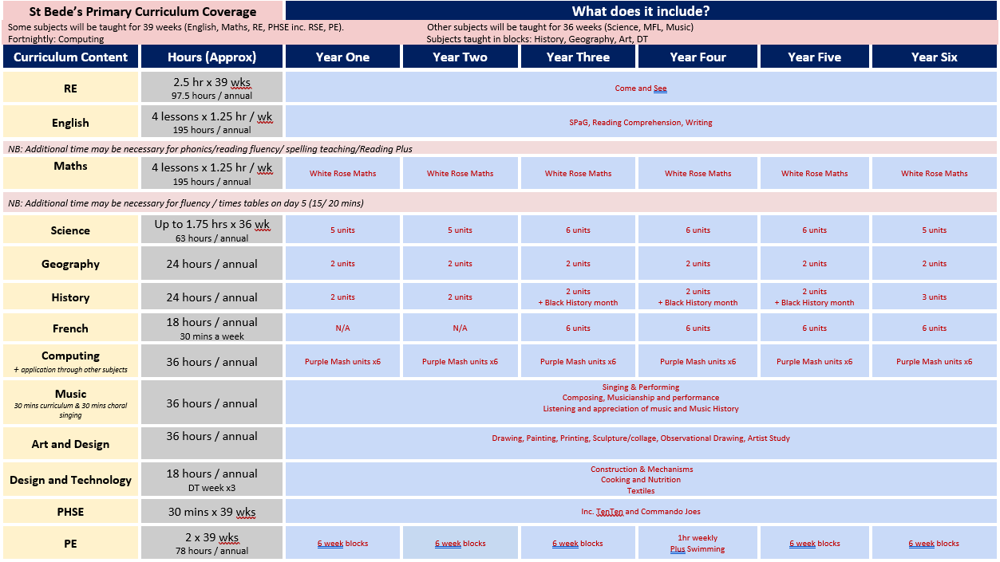 St Bede's Primary Curriculum Coverage
What does it include?
Some subjects will be taught for 39 weeks (English, Maths, RE, PHSE inc. RSE, PE).
Other subjects will be taught for 36 weeks (Science, MFL, Music)
Fortnightly: Computing
Subjects taught in blocks: History, Geography, Art, DT
Curriculum Content
Hours (Approx)
Year One
Year Two
Year Three
Year Four
Year Five
Year Six
RE
2.5 hr x 39 wks
97.5 hours / annual
Come and See
English
4 lessons x 1.25 hr / wk
195 hours / annual
SPaG, Reading Comprehension, Writing
NB: Additional time may be necessary for phonics/reading fluency/ spelling teaching/Reading Plus
Maths
4 lessons x 1.25 hr / wk
195 hours / annual
White Rose Maths
White Rose Maths
White Rose Maths
White Rose Maths
White Rose Maths
White Rose Maths
NB: Additional time may be necessary for fluency / times tables on day 5 (15/ 20 mins)
Science
Up to 1.75 hrs x 36 wk
63 hours / annual
5 units
5 units
6 units
6 units
6 units
5 units
Geography
24 hours / annual
2 units
2 units
2 units
2 units
2 units
2 units
History
24 hours / annual
2 units
2 units
2 units
+ Black History month
2 units
+ Black History month
2 units
+ Black History month
3 units
French
18 hours / annual
30 mins a week
N/A
N/A
6 units
6 units
6 units
6 units
Computing
+ application through other subjects
36 hours / annual
Purple Mash units x6
Purple Mash units x6
Purple Mash units x6
Purple Mash units x6
Purple Mash units x6
Purple Mash units x6
Music
30 mins curriculum & 30 mins choral
singing
36 hours / annual
Singing & Performing
Composing, Musicianship and performance
Listening and appreciation of music and Music History
Art and Design
36 hours / annual
Drawing, Painting, Printing, Sculpture/collage, Observational Drawing, Artist Study
Design and Technology
18 hours / annual
DT week x3
Construction & Mechanisms
Cooking and Nutrition
Textiles
PHSE
30 mins x 39 wks
Inc. TenTen and Commando Joes
PE
2 x 39 wks
78 hours / annual
6 week blocks
6 week blocks
6 week blocks
1hr weekly
Plus Swimming
6 week blocks
6 week blocks